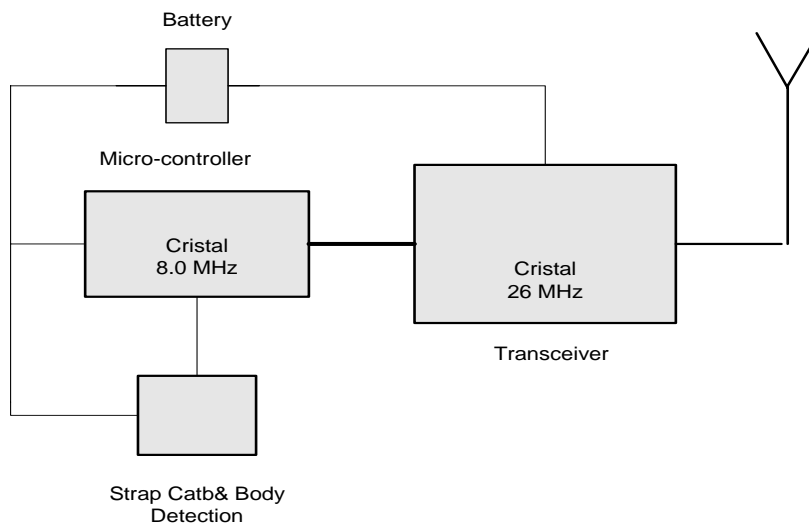 Battery
Micro-controller
Cristal
8.0 MHz
Cristal
26 MHz
Transceiver
Strap Catb& Body
Detection